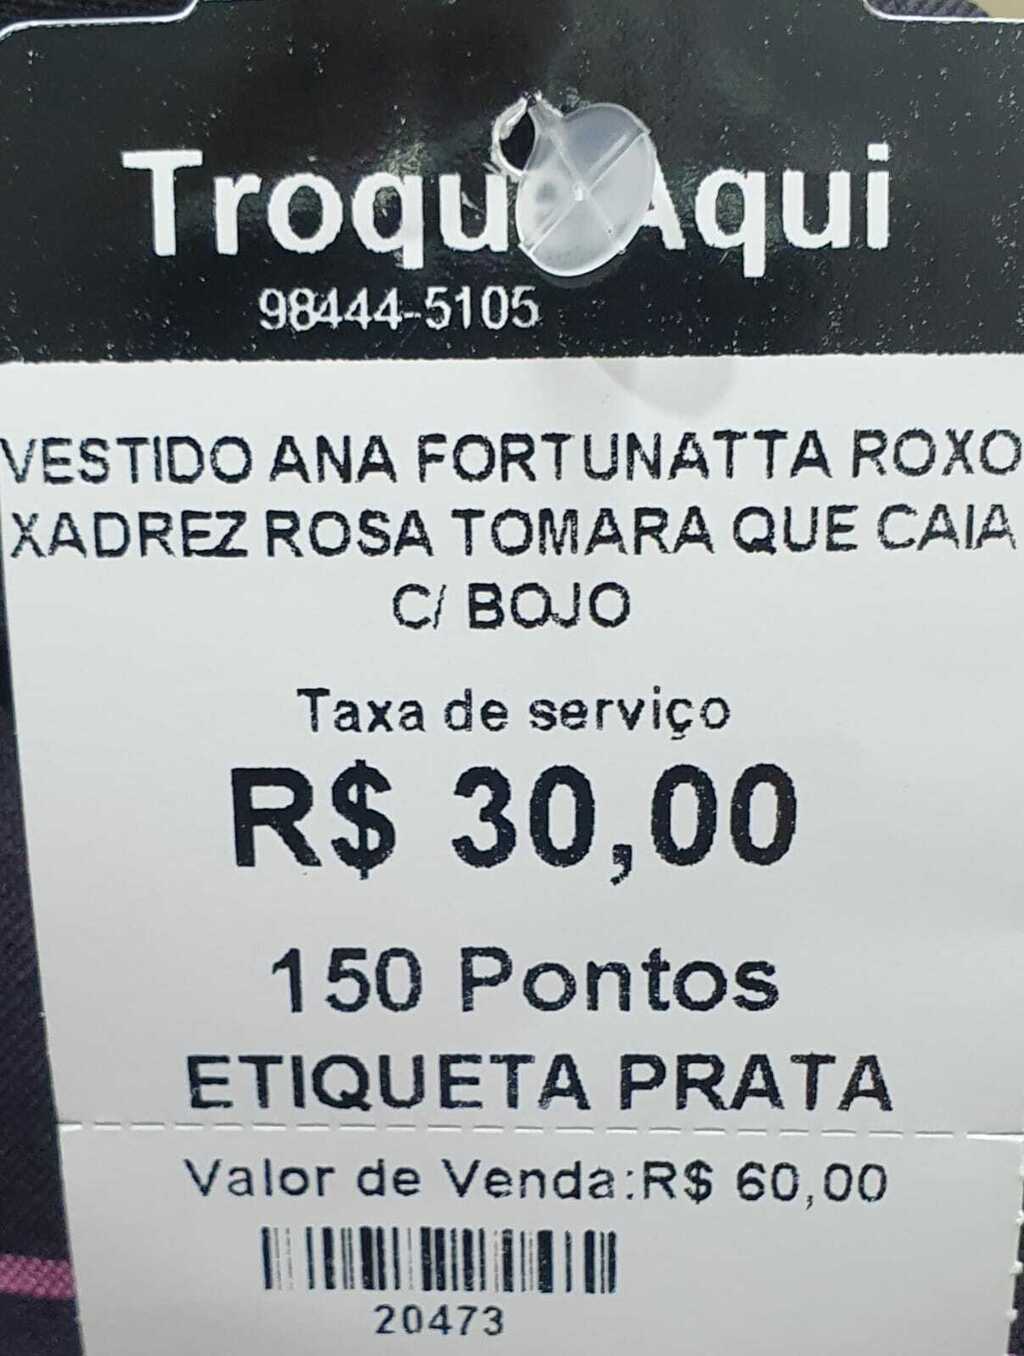 Troque Aqui
98444-5105
VESTIDO ANA FORTUNATTA ROXO
XADREZ ROSA TOMARA QUE CAIA
C/ BOJO
Taxa de serviço
R$ 30,00
150 Pontos
ETIQUETA PRATA
Valor de Venda:R$ 60,00
20473